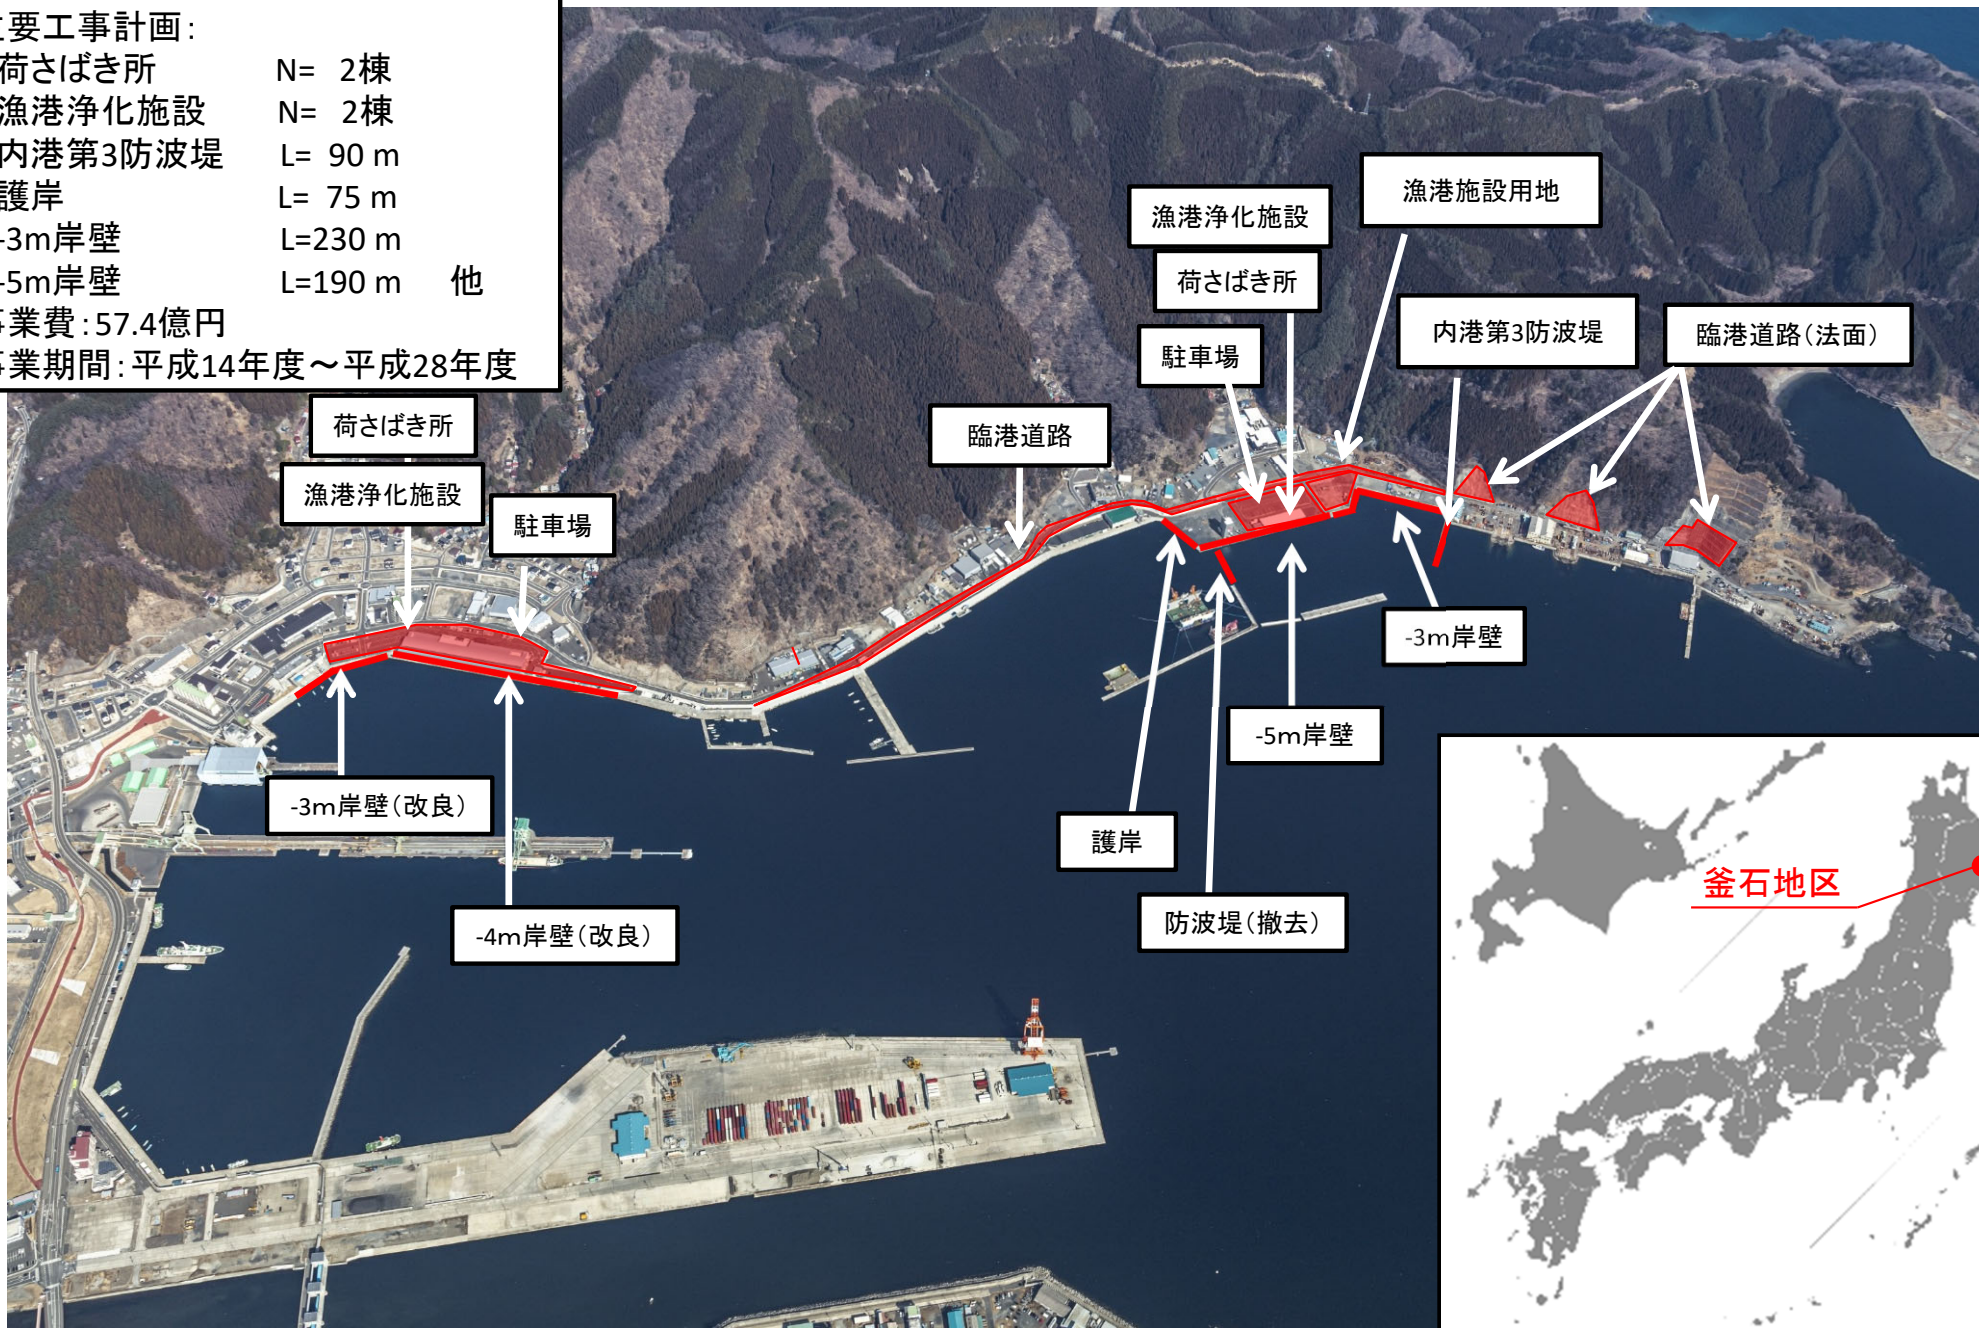 要工事計画：
荷さばき所 N= 2棟
漁港浄化施設 N= 2棟
内港第3防波堤 L= 90 m
護岸 L= 75 m
-3m岸壁 L=230 m
-5m岸壁 L=190 m 他
業費：57.4億円
業期間：平成14年度～平成28年度
漁港施設用地
漁港浄化施設
荷さばき所
駐車場
内港第3防波堤
臨港道路（法面）
臨港道路
荷さばき所
漁港浄化施設
駐車場
-3m岸壁
-5m岸壁
-3m岸壁（改良）
護岸
-4m岸壁（改良）
防波堤（撤去）
釜石地区